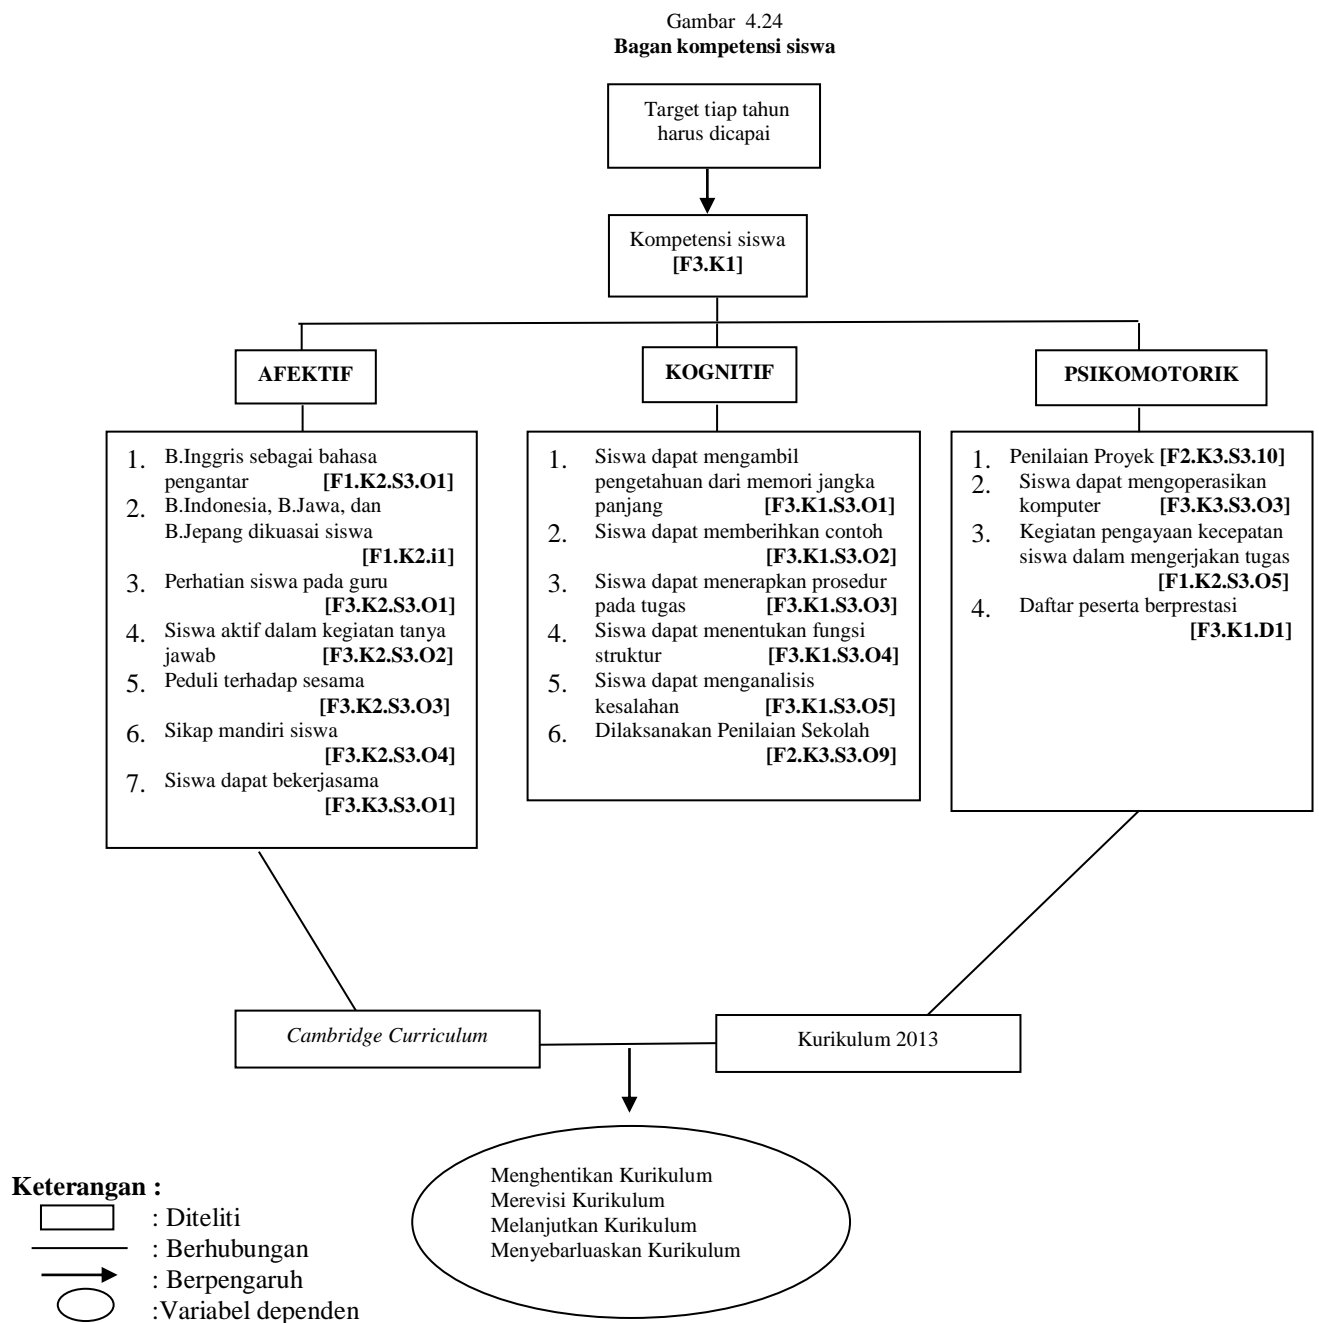 Gambar 4.24
Bagan kompetensi siswa
Target tiap tahun
harus dicapai
Kompetensi siswa
[F3.K1]
AFEKTIF
KOGNITIF
PSIKOMOTORIK
1. B.Inggris sebagai bahasa
pengantar [F1.K2.S3.O1]
2. B.Indonesia, B.Jawa, dan
B.Jepang dikuasai siswa
[F1.K2.i1]
3. Perhatian siswa pada guru
[F3.K2.S3.O1]
4. Siswa aktif dalam kegiatan tanya
jawab [F3.K2.S3.O2]
5. Peduli terhadap sesama
[F3.K2.S3.O3]
6. Sikap mandiri siswa
[F3.K2.S3.O4]
7. Siswa dapat bekerjasama
[F3.K3.S3.O1]
1. Siswa dapat mengambil
pengetahuan dari memori jangka
panjang [F3.K1.S3.O1]
2. Siswa dapat memberihkan contoh
[F3.K1.S3.O2]
3. Siswa dapat menerapkan prosedur
pada tugas [F3.K1.S3.O3]
4. Siswa dapat menentukan fungsi
struktur [F3.K1.S3.O4]
5. Siswa dapat menganalisis
kesalahan [F3.K1.S3.O5]
6. Dilaksanakan Penilaian Sekolah
[F2.K3.S3.O9]
1. Penilaian Proyek [F2.K3.S3.10]
2. Siswa dapat mengoperasikan
komputer [F3.K3.S3.O3]
3. Kegiatan pengayaan kecepatan
siswa dalam mengerjakan tugas
[F1.K2.S3.O5]
4. Daftar peserta berprestasi
[F3.K1.D1]
Cambridge Curriculum
Kurikulum 2013
Menghentikan Kurikulum
Merevisi Kurikulum
Melanjutkan Kurikulum
Menyebarluaskan Kurikulum
Keterangan :
: Diteliti
: Berhubungan
: Berpengaruh
:Variabel dependen